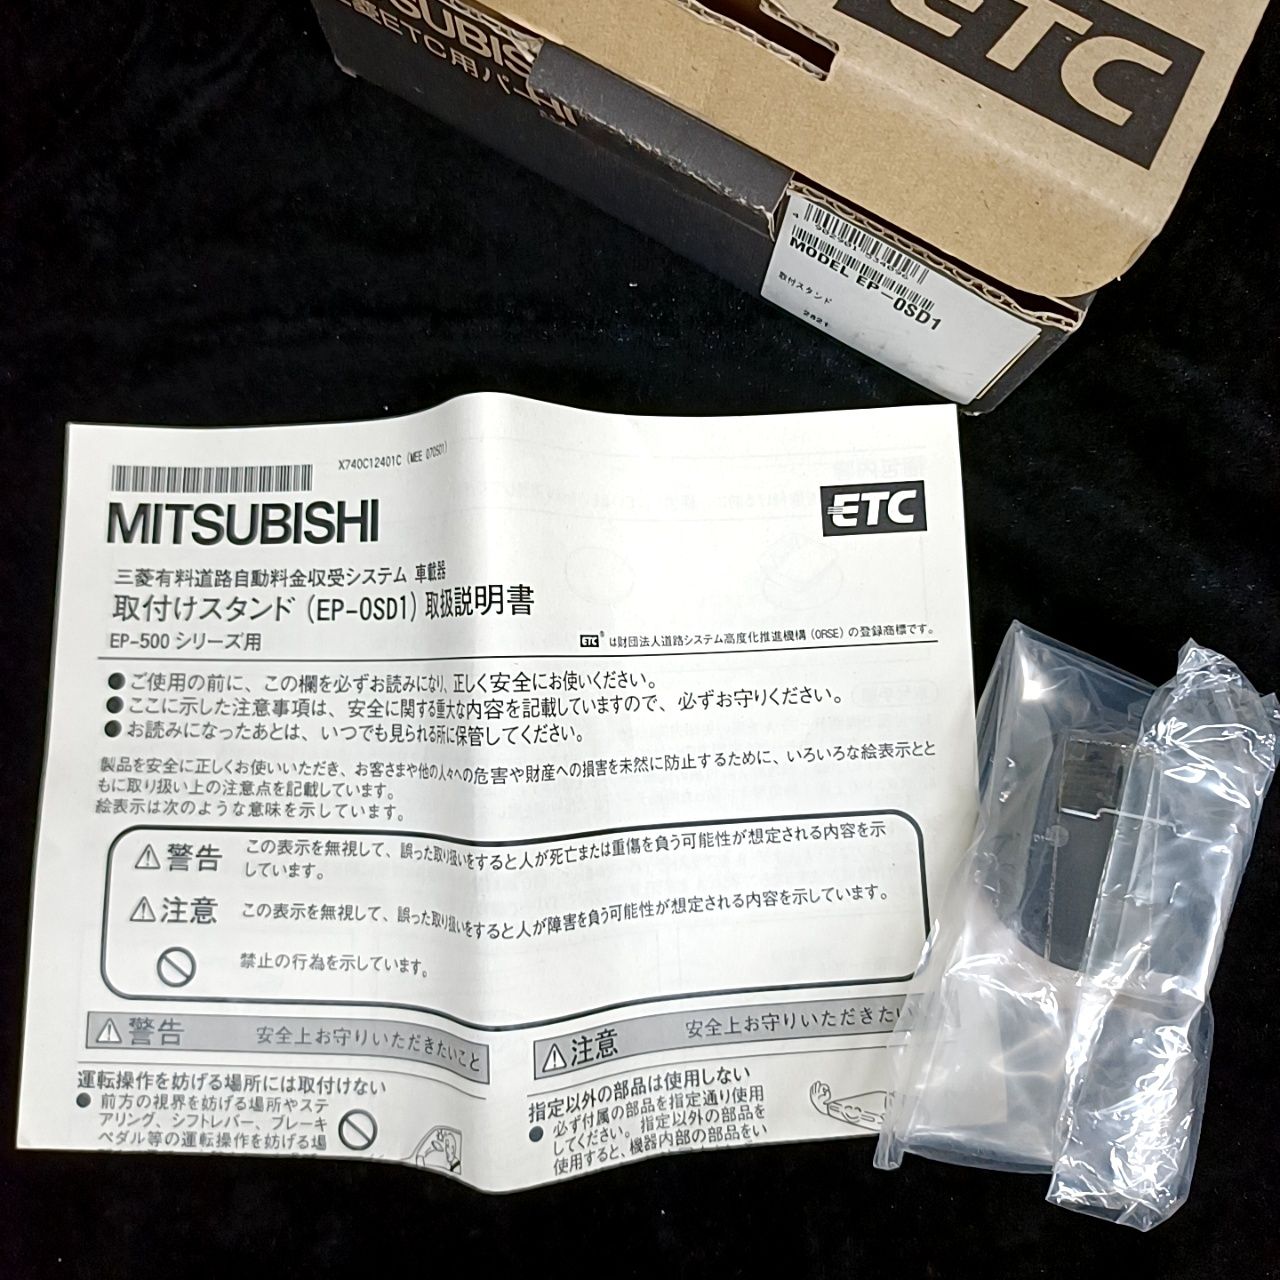 ETC
三菱ETC用パーツ
MODEL EP-0SD1
取付スタンド
2821
X740C12401C (MEE 0705D1)
MITSUBISHI
ETC
三菱有料道路自動料金収受システム 車載器
取付けスタンド (EP-0SD1) 取扱説明書
EP-500 シリーズ用
ETC® は財団法人道路システム高度化推進機構 (ORSE) の登録商標です。
●ご使用の前に、この欄を必ずお読みになり、正しく安全にお使いください。
●ここに示した注意事項は、安全に関する重大な内容を記載していますので、必ずお守りください。
●お読みになったあとは、いつでも見られる所に保管してください。
製品を安全に正しくお使いいただき、お客さまや他の人々への危害や財産への損害を未然に防止するために、いろいろな絵表示とと
もに取り扱い上の注意点を記載しています。
絵表示は次のような意味を示しています。
警告
この表示を無視して、誤った取り扱いをすると人が死亡または重傷を負う可能性が想定される内容を示
しています。
注意
この表示を無視して、誤った取り扱いをすると人が障害を負う可能性が想定される内容を示しています。
禁止の行為を示しています。
警告 安全上お守りいただきたいこと
運転操作を妨げる場所には取付けない
● 前方の視界を妨げる場所やステ
アリング、シフトレバー、ブレーキ
ペダル等の運転操作を妨げる場
注意 安全上お守りいただきたい
指定以外の部品は使用しない
● 必ず付属の部品を指定通り使用
してください。指定以外の部品を
使用すると、機器内部の部品をい